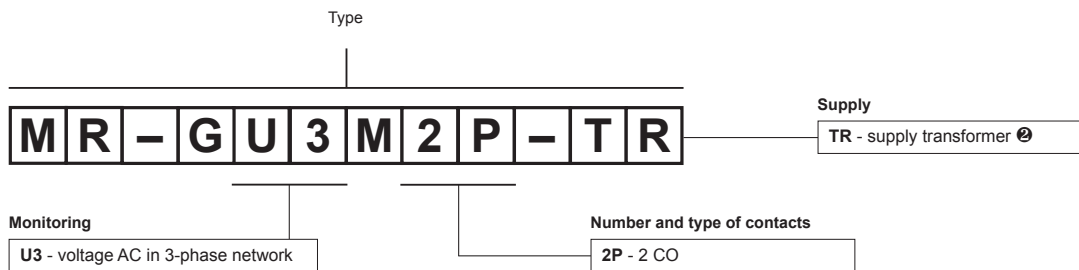 Type
MR–GU3M2P–TR
Supply
TR - supply transformer ❷
Monitoring
U3 - voltage AC in 3-phase network
Number and type of contacts
2P - 2 CO